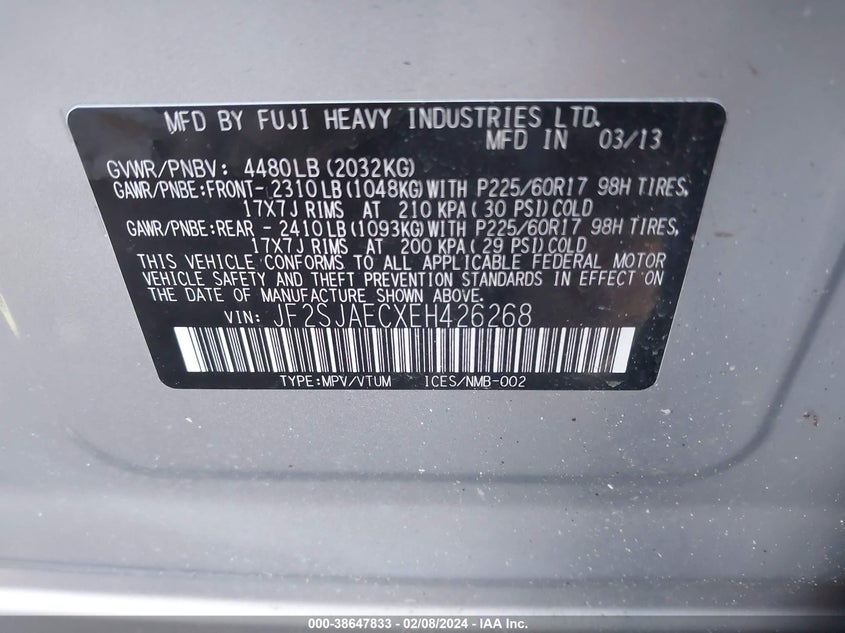 MFD BY FUJI HEAVY INDUSTRIES LTD.
MFD IN 03/13
GVWR/PNBV: 4480LB(2032KG)
GAWR/PNBE:FRONT- 2310LB(1048KG)WITH P225/60R17 98H TIRES,
17X7J RIMS AT 210 KPA(30 PSI)COLD
GAWR/PNBE:REAR - 2410LB(1093KG)WITH P225/60R17 98H TIRES,
17X7J RIMS AT 200 KPA(29 PSI)COLD
THIS VEHICLE CONFORMS TO ALL APPLICABLE FEDERAL MOTOR
VEHICLE SAFETY AND THEFT PREVENTION STANDARDS IN EFFECT ON
THE DATE OF MANUFACTURE SHOWN ABOVE.
VIN: JF2SJAECXEH426268
TYPE:MPV/VTUM ICES/NMB-002
000-38647833 - 02/08/2024 - IAA Inc.